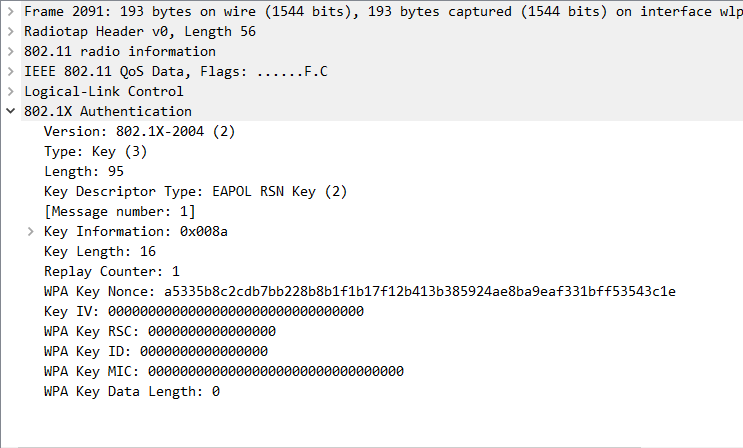 Frame 2091: 193 bytes on wire (1544 bits), 193 bytes captured (1544 bits) on interface wlp
Radiotap Header v0, Length 56
802.11 radio information
IEEE 802.11 QoS Data, Flags: ......F.C
Logical-Link Control
802.1X Authentication
Version: 802.1X-2004 (2)
Type: Key (3)
Length: 95
Key Descriptor Type: EAPOL RSN Key (2)
[Message number: 1]
Key Information: 0x008a
Key Length: 16
Replay Counter: 1
WPA Key Nonce: a5335b8c2cdb7bb228b8b1f1b17f12b413b385924ae8ba9eaf331bff53543c1e
Key IV: 00000000000000000000000000000000
WPA Key RSC: 0000000000000000
WPA Key ID: 0000000000000000
WPA Key MIC: 00000000000000000000000000000000
WPA Key Data Length: 0